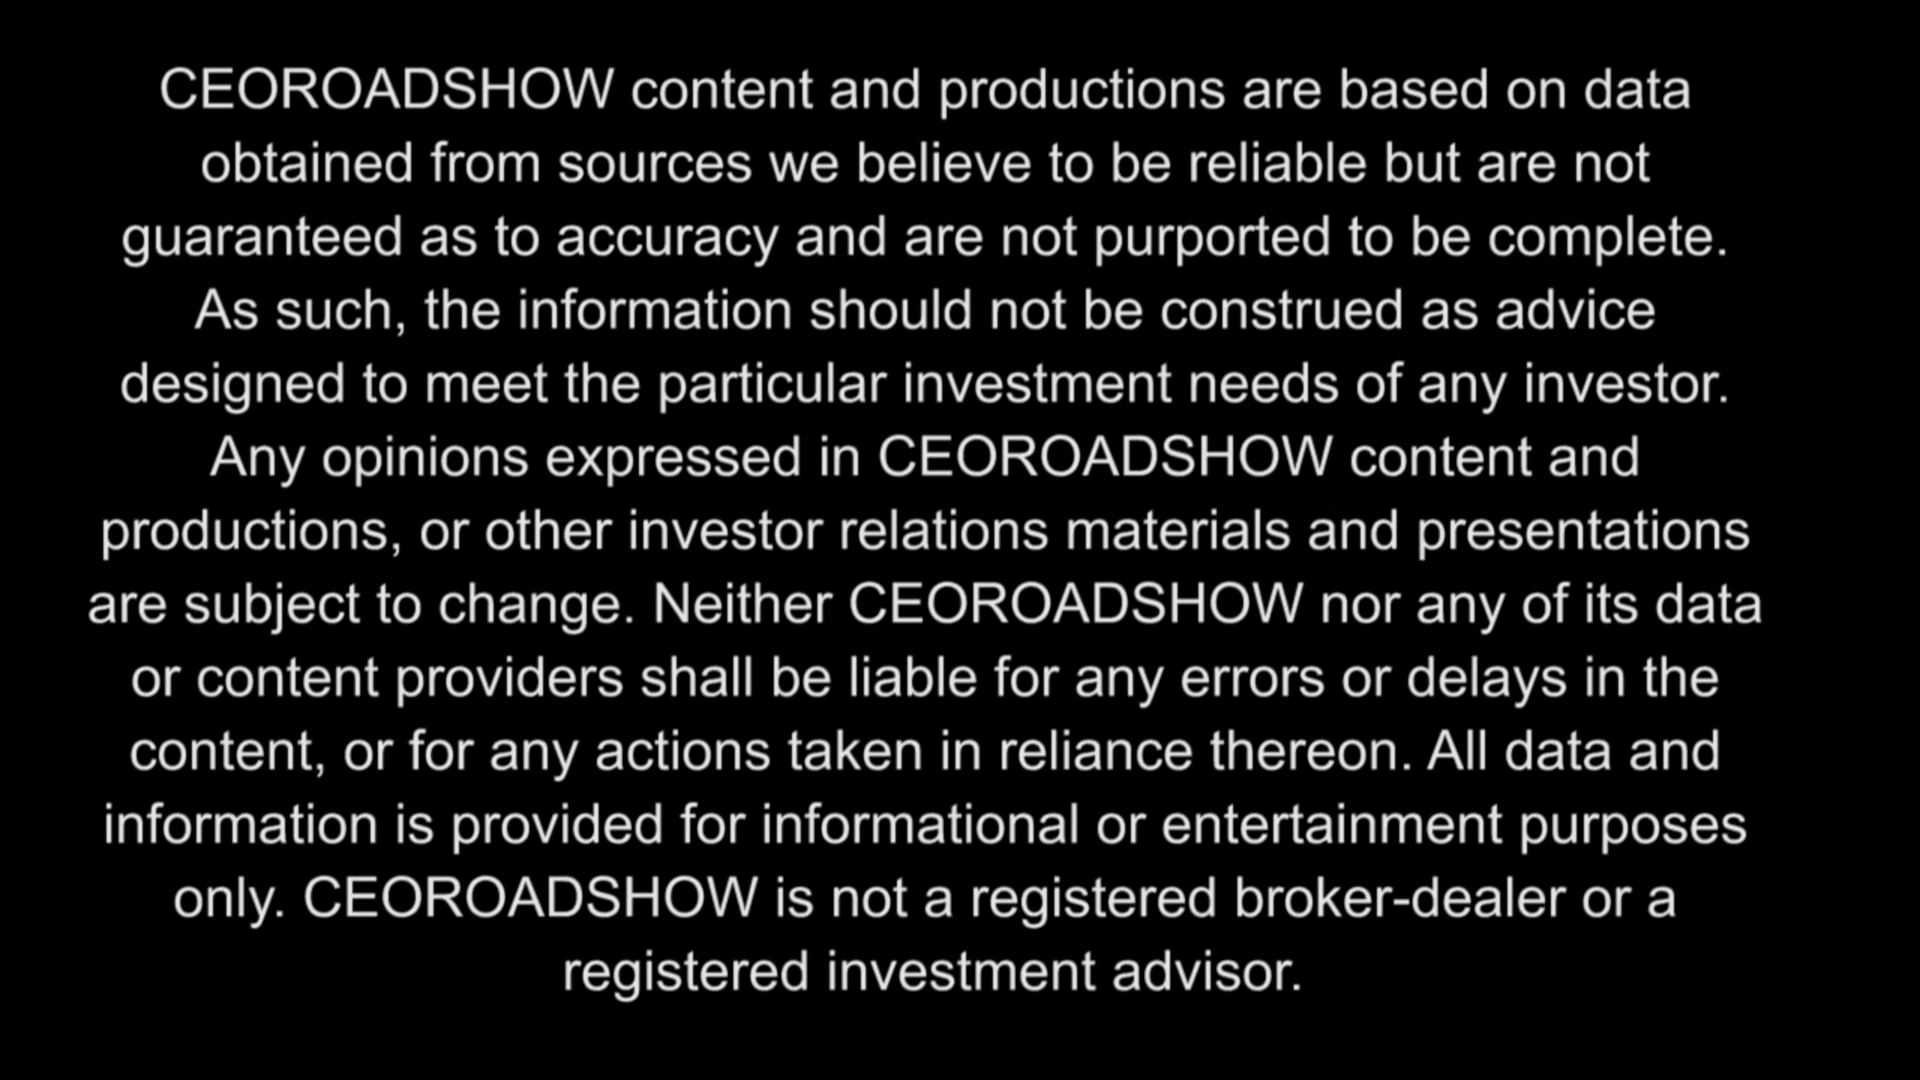 CEOROADSHOW content and productions are based on data
obtained from sources we believe to be reliable but are not
guaranteed as to accuracy and are not purported to be complete.
As such, the information should not be construed as advice
designed to meet the particular investment needs of any investor.
Any opinions expressed in CEOROADSHOW content and
productions, or other investor relations materials and presentations
are subject to change. Neither CEOROADSHOW nor any of its data
or content providers shall be liable for any errors or delays in the
content, or for any actions taken in reliance thereon. All data and
information is provided for informational or entertainment purposes
only. CEOROADSHOW is not a registered broker-dealer or a
registered investment advisor.